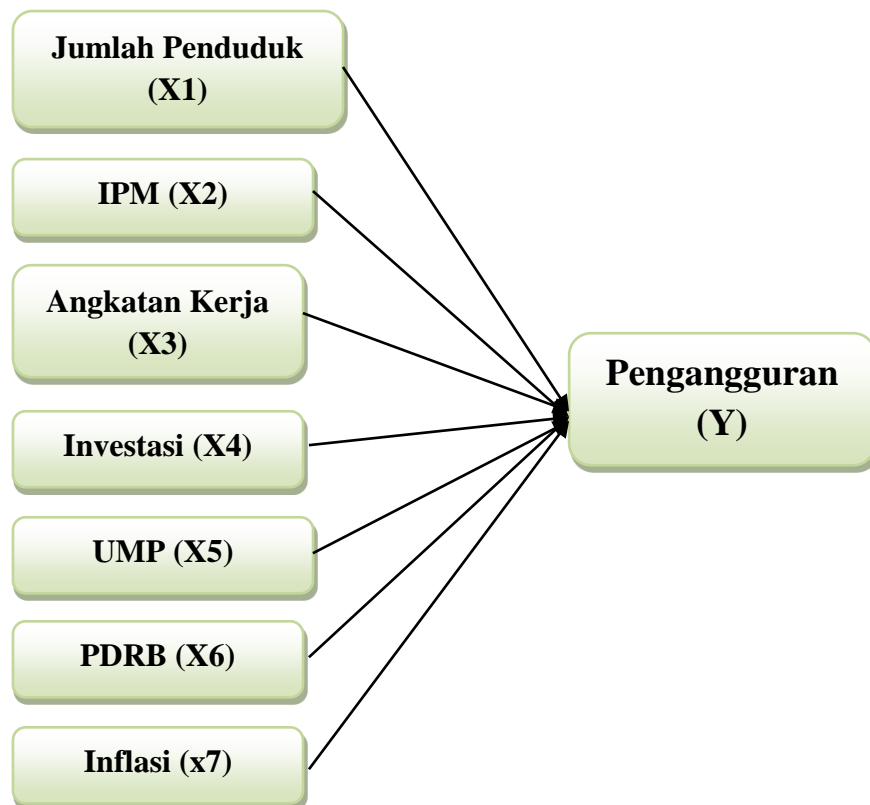 Jumlah Penduduk
(X1)
IPM (X2)
Angkatan Kerja
(X3)
Investasi (X4)
UMP (X5)
PDRB (X6)
Inflasi (x7)
Pengangguran
(Y)